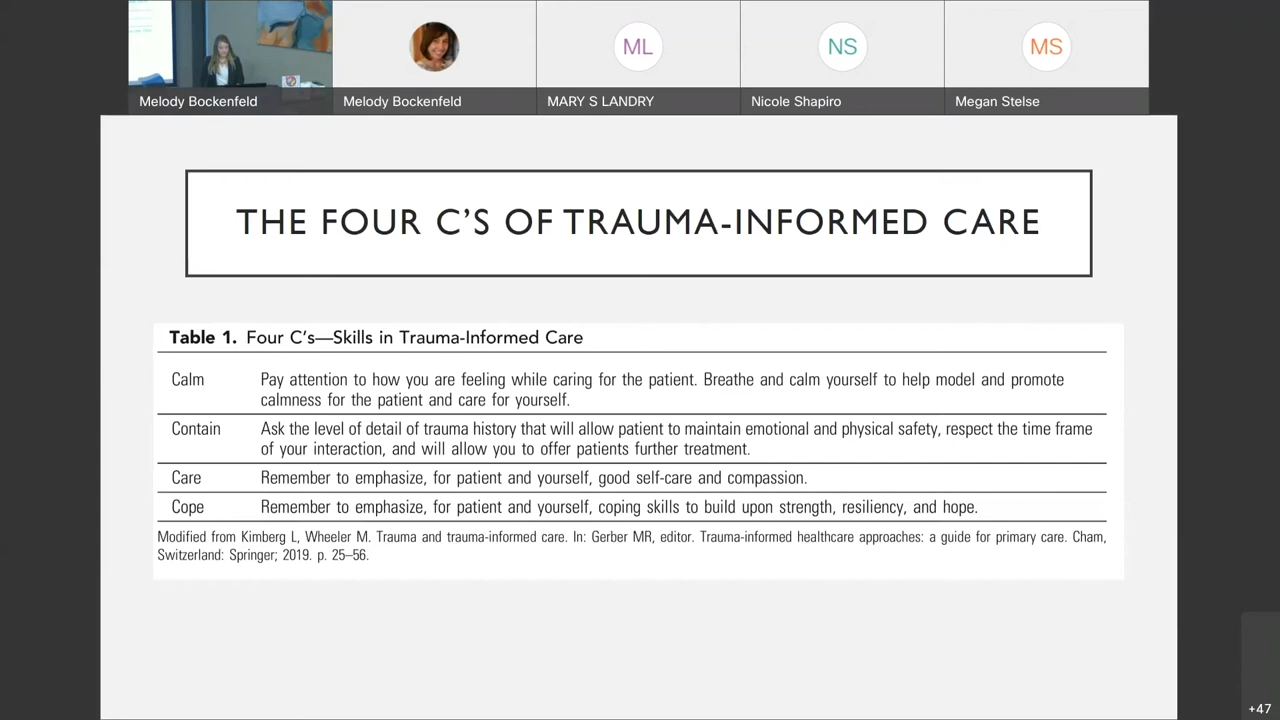 ML
NS
MS
Melody Bockenfeld
Melody Bockenfeld
MARY S LANDRY
Nicole Shapiro
Megan Stelse
THE FOUR C’S OF TRAUMA-INFORMED CARE
Table 1. Four C’s—Skills in Trauma-Informed Care
Calm
Pay attention to how you are feeling while caring for the patient. Breathe and calm yourself to help model and promote
calmness for the patient and care for yourself.
Contain
Ask the level of detail of trauma history that will allow patient to maintain emotional and physical safety, respect the time frame
of your interaction, and will allow you to offer patients further treatment.
Care
Remember to emphasize, for patient and yourself, good self-care and compassion.
Cope
Remember to emphasize, for patient and yourself, coping skills to build upon strength, resiliency, and hope.
Modified from Kimberg L, Wheeler M. Trauma and trauma-informed care. In: Gerber MR, editor. Trauma-informed healthcare approaches: a guide for primary care. Cham,
Switzerland: Springer; 2019. p. 25–56.
+47